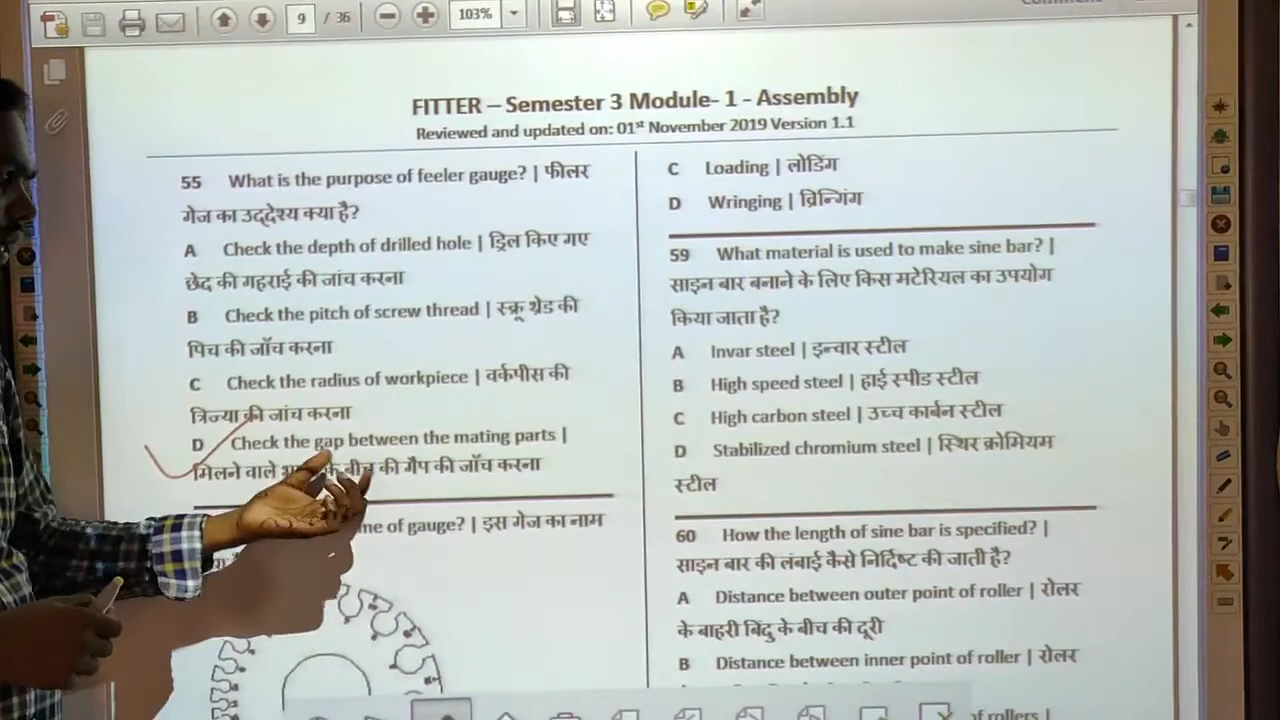 9 / 36
103%
FITTER – Semester 3 Module- 1 - Assembly
Reviewed and updated on: 01st November 2019 Version 1.1
55 What is the purpose of feeler gauge? | फीलर
गेज का उद्देश्य क्या है?
A Check the depth of drilled hole | ड्रिल किए गए
छेद की गहराई की जांच करना
B Check the pitch of screw thread | स्क्रू थ्रेड की
पिच की जॉच करना
C Check the radius of workpiece | वर्कपीस की
त्रिज्या की जांच करना
D Check the gap between the mating parts |
मिलने वाले के बीच की गैप की जॉच करना
me of gauge? | इस गेज का नाम
C Loading | लोडिंग
D Wringing | व्रिन्गिंग
59 What material is used to make sine bar? |
साइन बार बनाने के लिए किस मटेरियल का उपयोग
किया जाता है?
A Invar steel | इन्वार स्टील
B High speed steel | हाई स्पीड स्टील
C High carbon steel | उच्च कार्बन स्टील
D Stabilized chromium steel | स्थिर क्रोमियम
स्टील
60 How the length of sine bar is specified? |
साइन बार की लंबाई कैसे निर्दिष्ट की जाती है?
A Distance between outer point of roller | रोलर
के बाहरी बिंदु के बीच की दूरी
B Distance between inner point of roller | रोलर
of rollers |